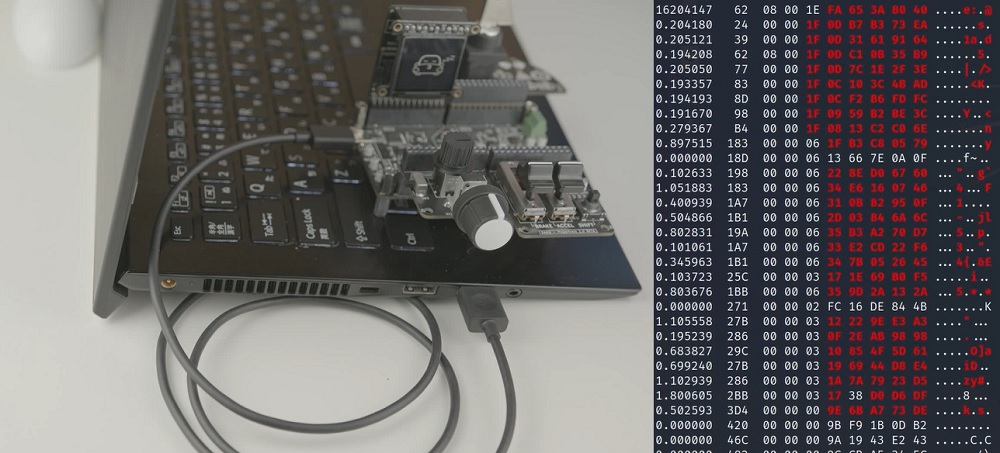 Esc
半角/
全角
漢字
Tab
Q
W
Caps Lock
英数
A
S
Shift
Z
Ctrl
BRAKE ACCEL SHIFT
16204147 62 08 00 1E FA 65 3A 80 40 ....e:.@
0.204180 24 00 00 1F 0D B7 B3 73 EA ......s.
0.205121 39 00 00 1F 0D 31 61 91 64 ....1a.d
0.194208 62 00 00 1F 0D C1 0B 35 B9 ......5.
0.205050 77 00 00 1F 0D 7C 1E 2F 3E ....|./>
0.193357 83 00 00 1F 0C 10 3C 4B AD .....<K.
0.194193 8D 00 00 1F 0C F2 B6 FD FC ........
0.191670 98 00 00 1F 09 59 B2 BE 3C ....Y..<
0.279367 B4 00 00 1F 08 13 C2 C0 6E .......n
0.897515 183 00 00 06 1F B3 C8 05 79 .......y
0.000000 18D 00 00 06 13 66 7E 0A 0F ....f~..
0.102633 198 00 00 06 22 8E D0 67 60 ..."..g`
1.051883 183 00 00 06 34 E6 16 07 46 ...4...F
0.400939 1A7 00 00 06 31 0B B2 95 0F ...1....
0.504866 1B1 00 00 06 2D 03 B4 6A 6C ...-..jl
0.802831 19A 00 00 06 35 B3 A2 70 D7 ...5..p.
0.101061 1A7 00 00 06 33 E2 CD 22 F6 ...3..".
0.345963 1B1 00 00 06 34 7B 05 26 45 ...4{.&E
0.103723 25C 00 00 03 17 1E 69 B0 F5 .....i..
0.803676 1BB 00 00 06 35 9D 2A 13 2A ...5.*.*
0.000000 271 00 00 02 FC 16 DE 84 4B .......K
1.105558 27B 00 00 03 12 22 9E E3 A3 ...."...
0.195239 286 00 00 03 0F 2E AB 98 98 ........
0.683827 29C 00 00 03 10 85 4F 5D 61 .....O]a
0.699240 27B 00 00 03 19 69 44 D8 E4 ....iD..
1.102939 286 00 00 03 1A 7A 79 23 D5 ....zy#.
1.800605 2BB 00 00 03 17 38 D0 D6 DF ....8...
0.502593 3D4 00 00 00 9E 6B A7 73 DE ....k.s.
0.000000 420 00 00 00 9B F9 1B 0D B2 ........
0.000000 46C 00 00 00 9A 19 43 E2 43 .....C.C